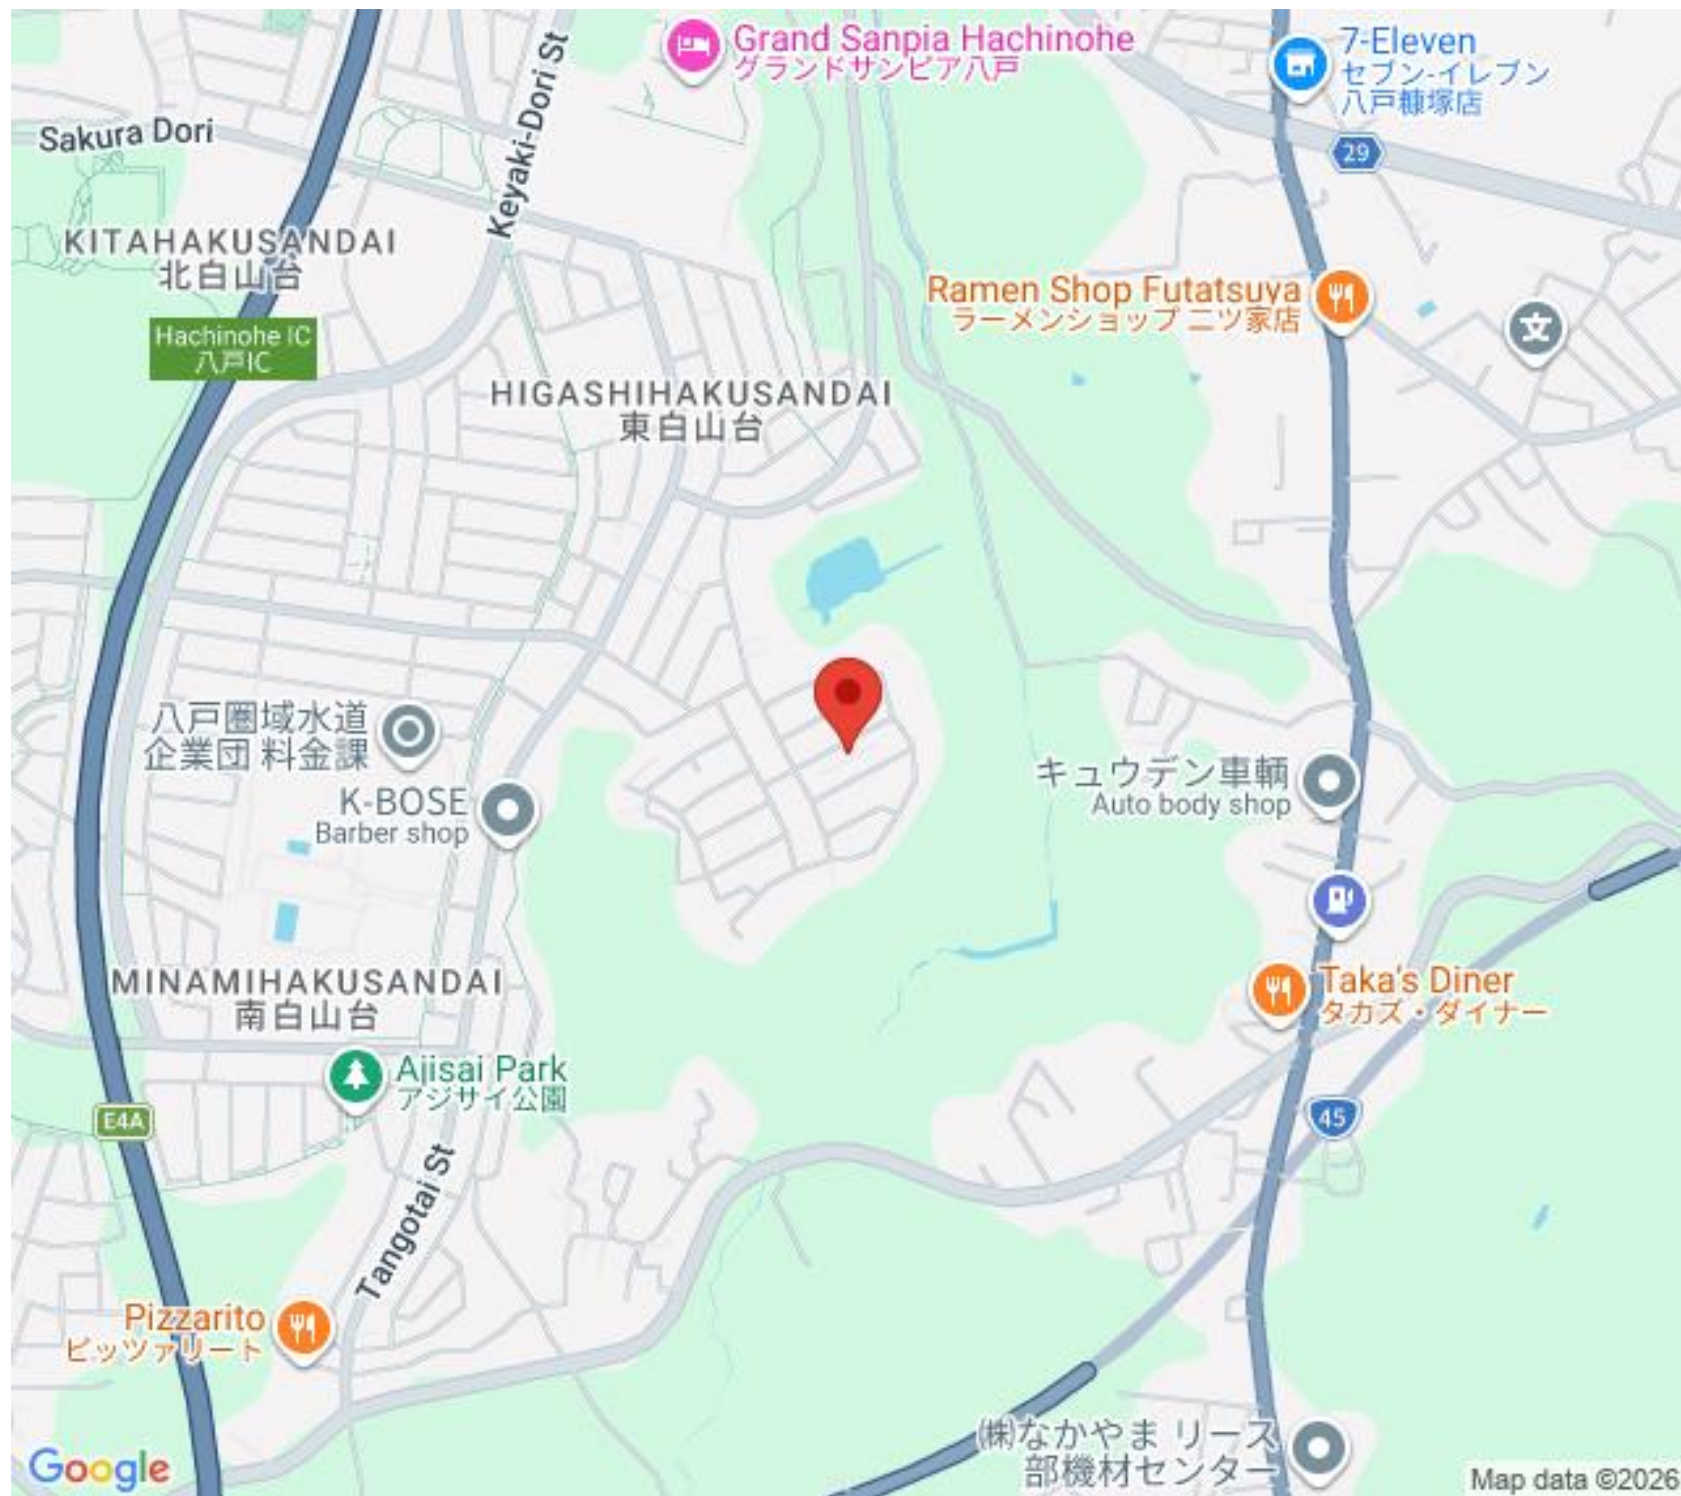 Grand Sanpia Hachinohe
グランドサンピア八戸
7-Eleven
セブン-イレブン
八戸糠塚店
29
Sakura Dori
Keyaki-Dori St
KITAHAKUSANDAI
北白山台
Hachinohe IC
八戸IC
Ramen Shop Futatsuya
ラーメンショップ 二ツ家店
文
HIGASHIHAKUSANDAI
東白山台
八戸圏域水道
企業団 料金課
K-BOSE
Barber shop
キュウデン車輌
Auto body shop
MINAMIHAKUSANDAI
南白山台
Taka's Diner
タカズ・ダイナー
Ajisai Park
アジサイ公園
E4A
45
Tangotai St
Pizzarito
ピッツァリート
㈱なかやま リース
部機材センター
Google
Map data ©2026